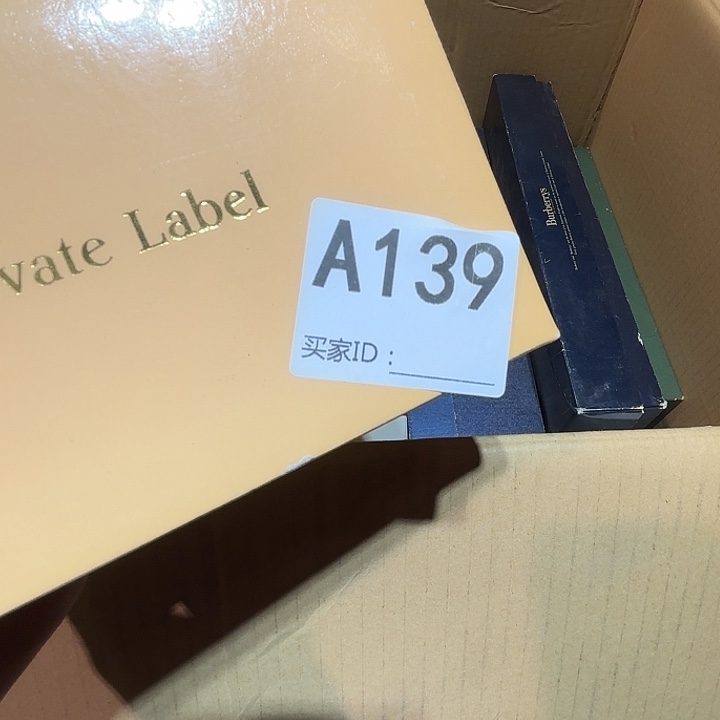 vate Label
A139
买家ID：
Burberrys